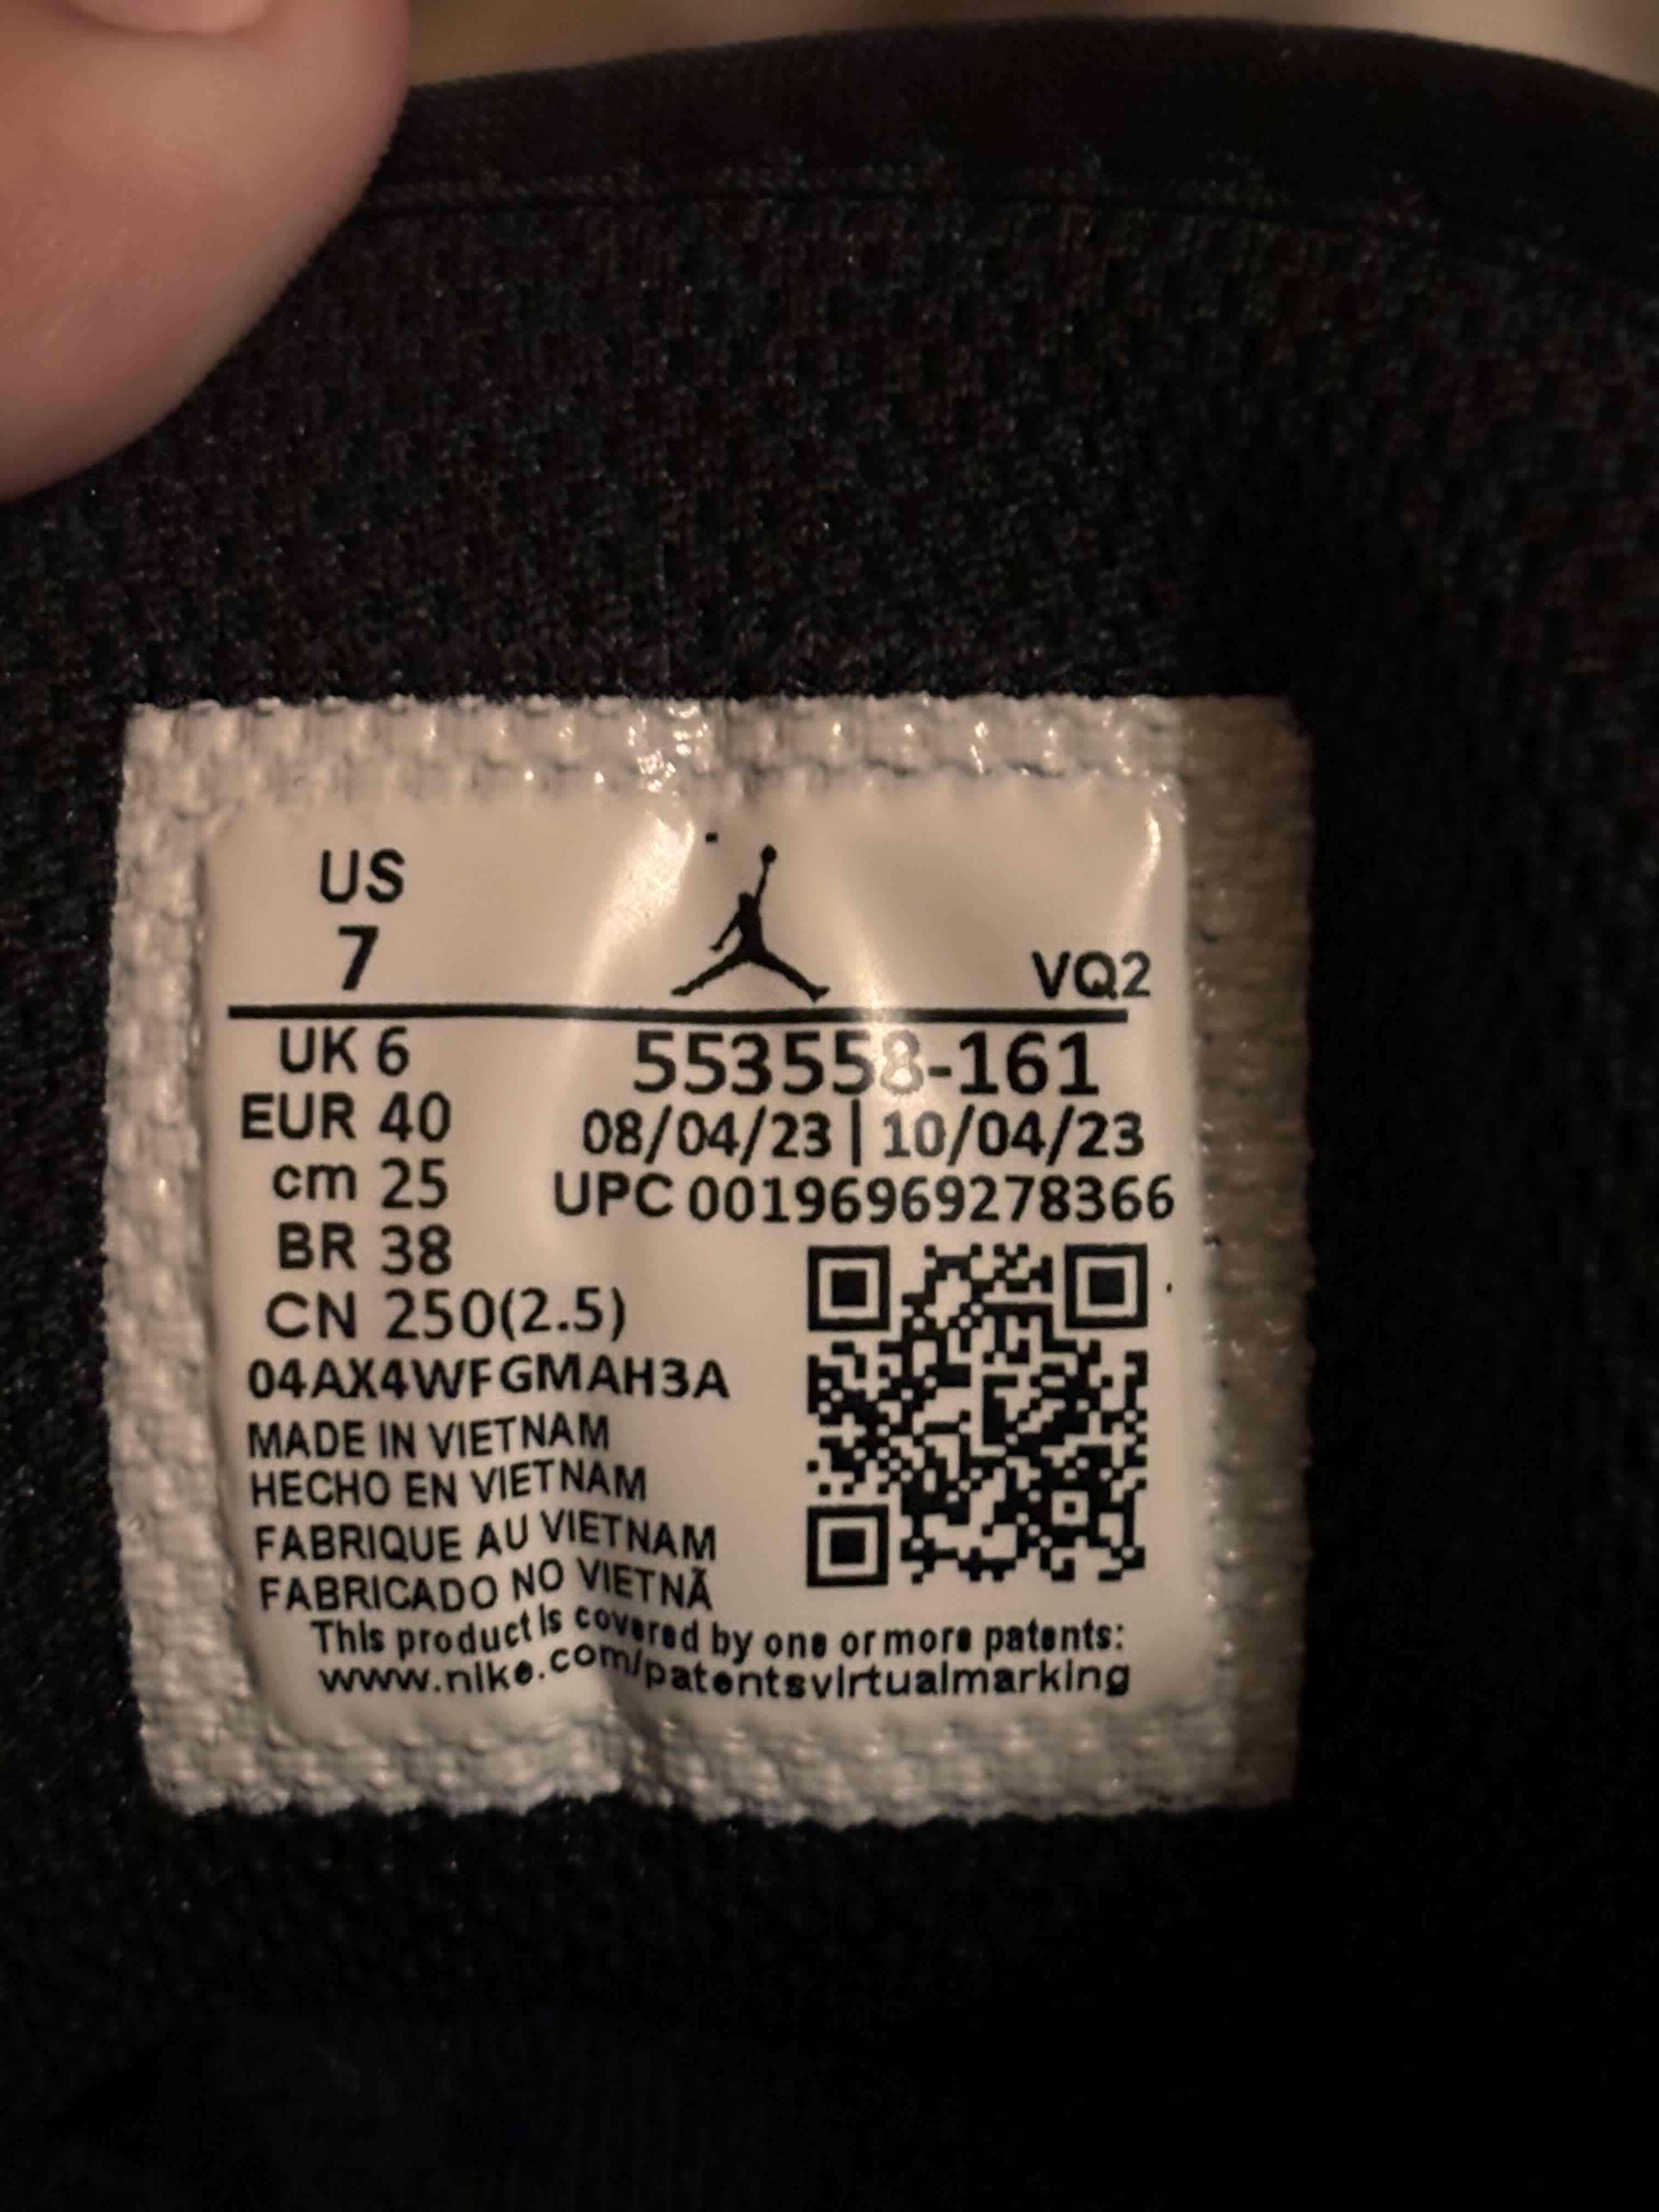 US
7
VQ2
UK 6
553558-161
EUR 40
08/04/23 | 10/04/23
cm 25
UPC 00196969278366
BR 38
CN 250(2.5)
04AX4WFGMAH3A
MADE IN VIETNAM
HECHO EN VIETNAM
FABRIQUE AU VIETNAM
FABRICADO NO VIETNÃ
This product is covered by one or more patents:
www.nike.com/patentsvirtualmarking